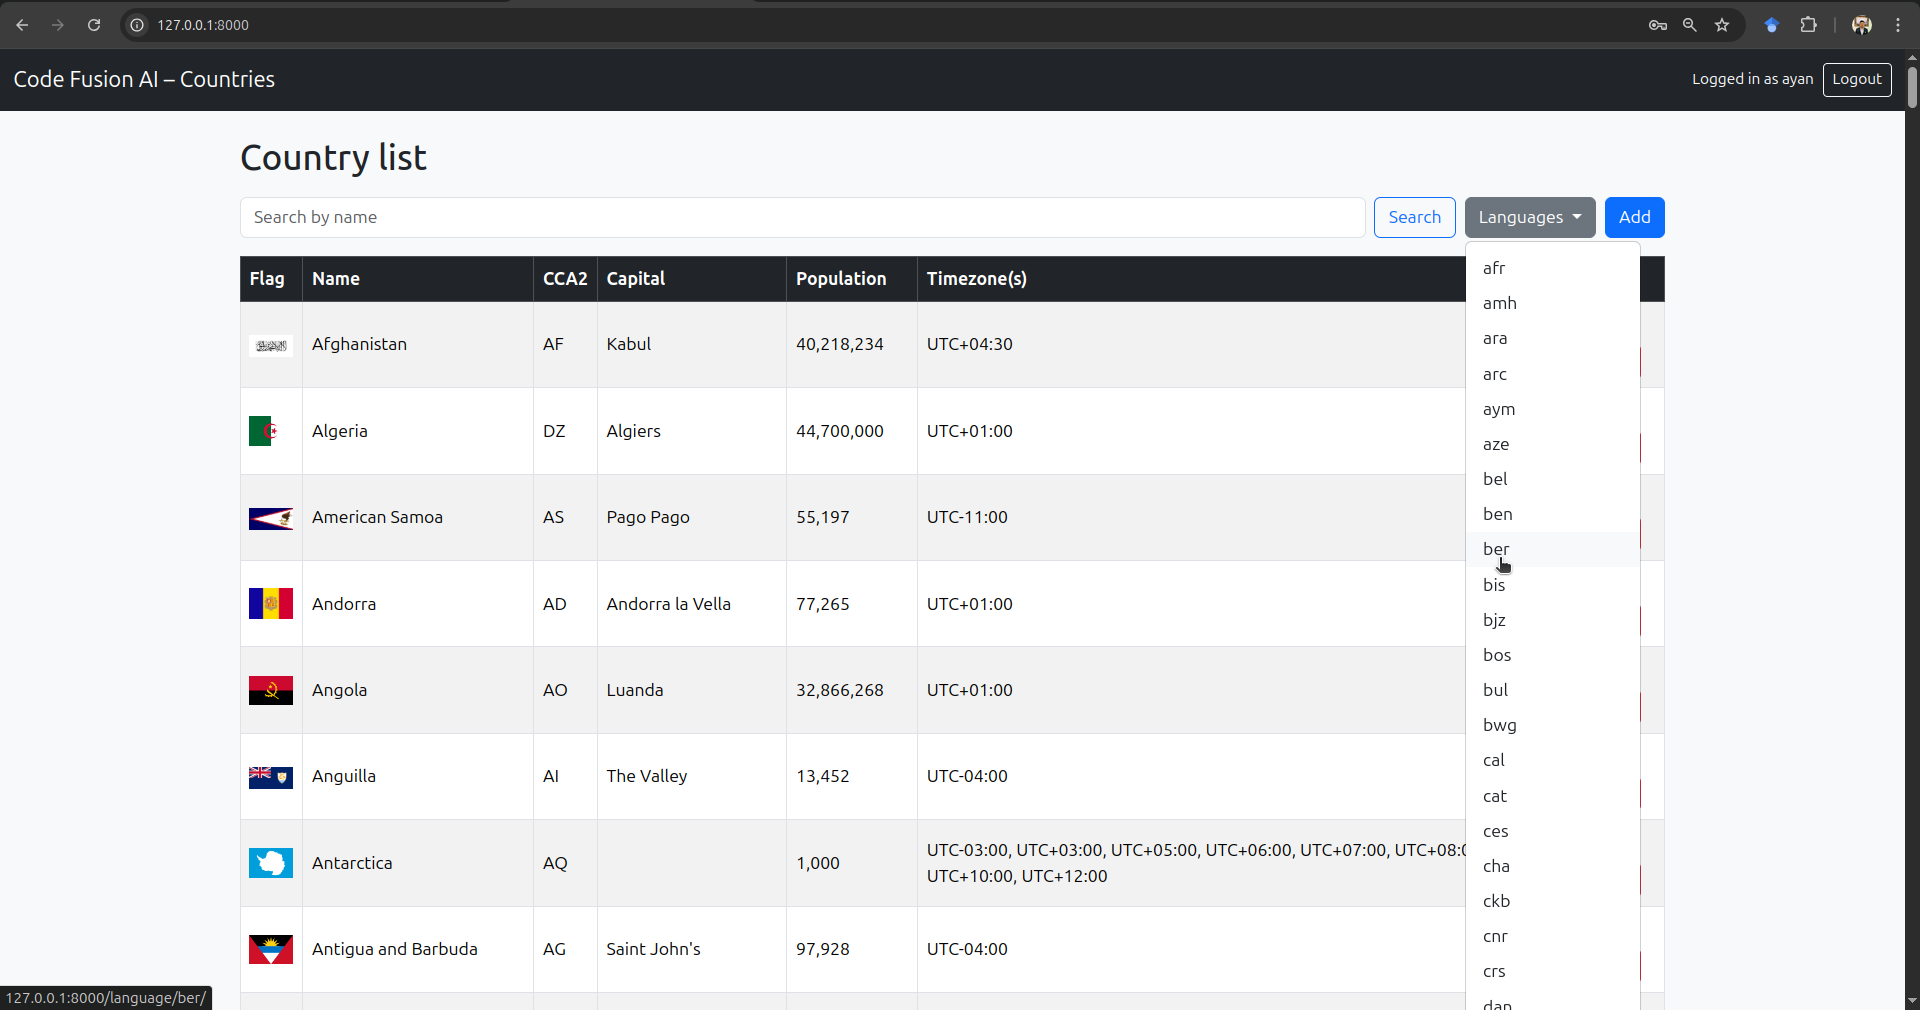 127.0.0.1:8000
Code Fusion AI – Countries
Logged in as ayan Logout
Country list
Search by name Search Languages Add
Flag Name CCA2 Capital Population Timezone(s)
Afghanistan AF Kabul 40,218,234 UTC+04:30
Algeria DZ Algiers 44,700,000 UTC+01:00
American Samoa AS Pago Pago 55,197 UTC-11:00
Andorra AD Andorra la Vella 77,265 UTC+01:00
Angola AO Luanda 32,866,268 UTC+01:00
Anguilla AI The Valley 13,452 UTC-04:00
Antarctica AQ 1,000 UTC-03:00, UTC+03:00, UTC+05:00, UTC+06:00, UTC+07:00, UTC+08:0
UTC+10:00, UTC+12:00
Antigua and Barbuda AG Saint John's 97,928 UTC-04:00
afr
amh
ara
arc
aym
aze
bel
ben
ber
bis
bjz
bos
bul
bwg
cal
cat
ces
cha
ckb
cnr
crs
dan
127.0.0.1:8000/language/ber/